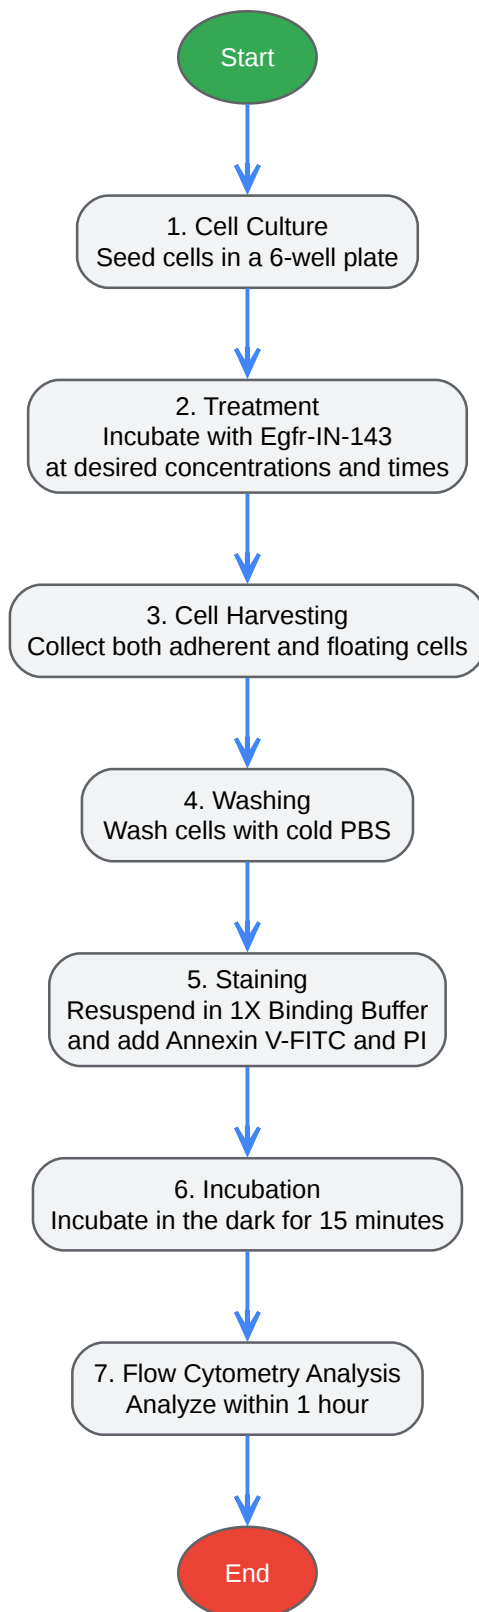 Start
1. Cell Culture
Seed cells in a 6-well plate
2. Treatment
Incubate with Egfr-IN-143
at desired concentrations and times
3. Cell Harvesting
Collect both adherent and floating cells
4. Washing
Wash cells with cold PBS
5. Staining
Resuspend in 1X Binding Buffer
and add Annexin V-FITC and PI
6. Incubation
Incubate in the dark for 15 minutes
7. Flow Cytometry Analysis
Analyze within 1 hour
End